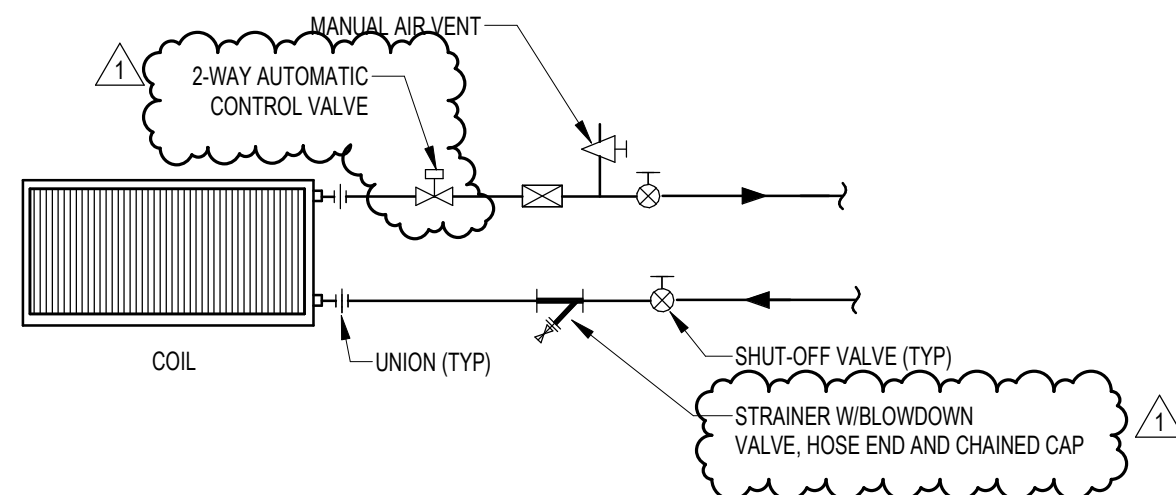 MANUAL AIR VENT
1
2-WAY AUTOMATIC
CONTROL VALVE
COIL
UNION (TYP)
SHUT-OFF VALVE (TYP)
STRAINER W/BLOWDOWN
VALVE, HOSE END AND CHAINED CAP
1